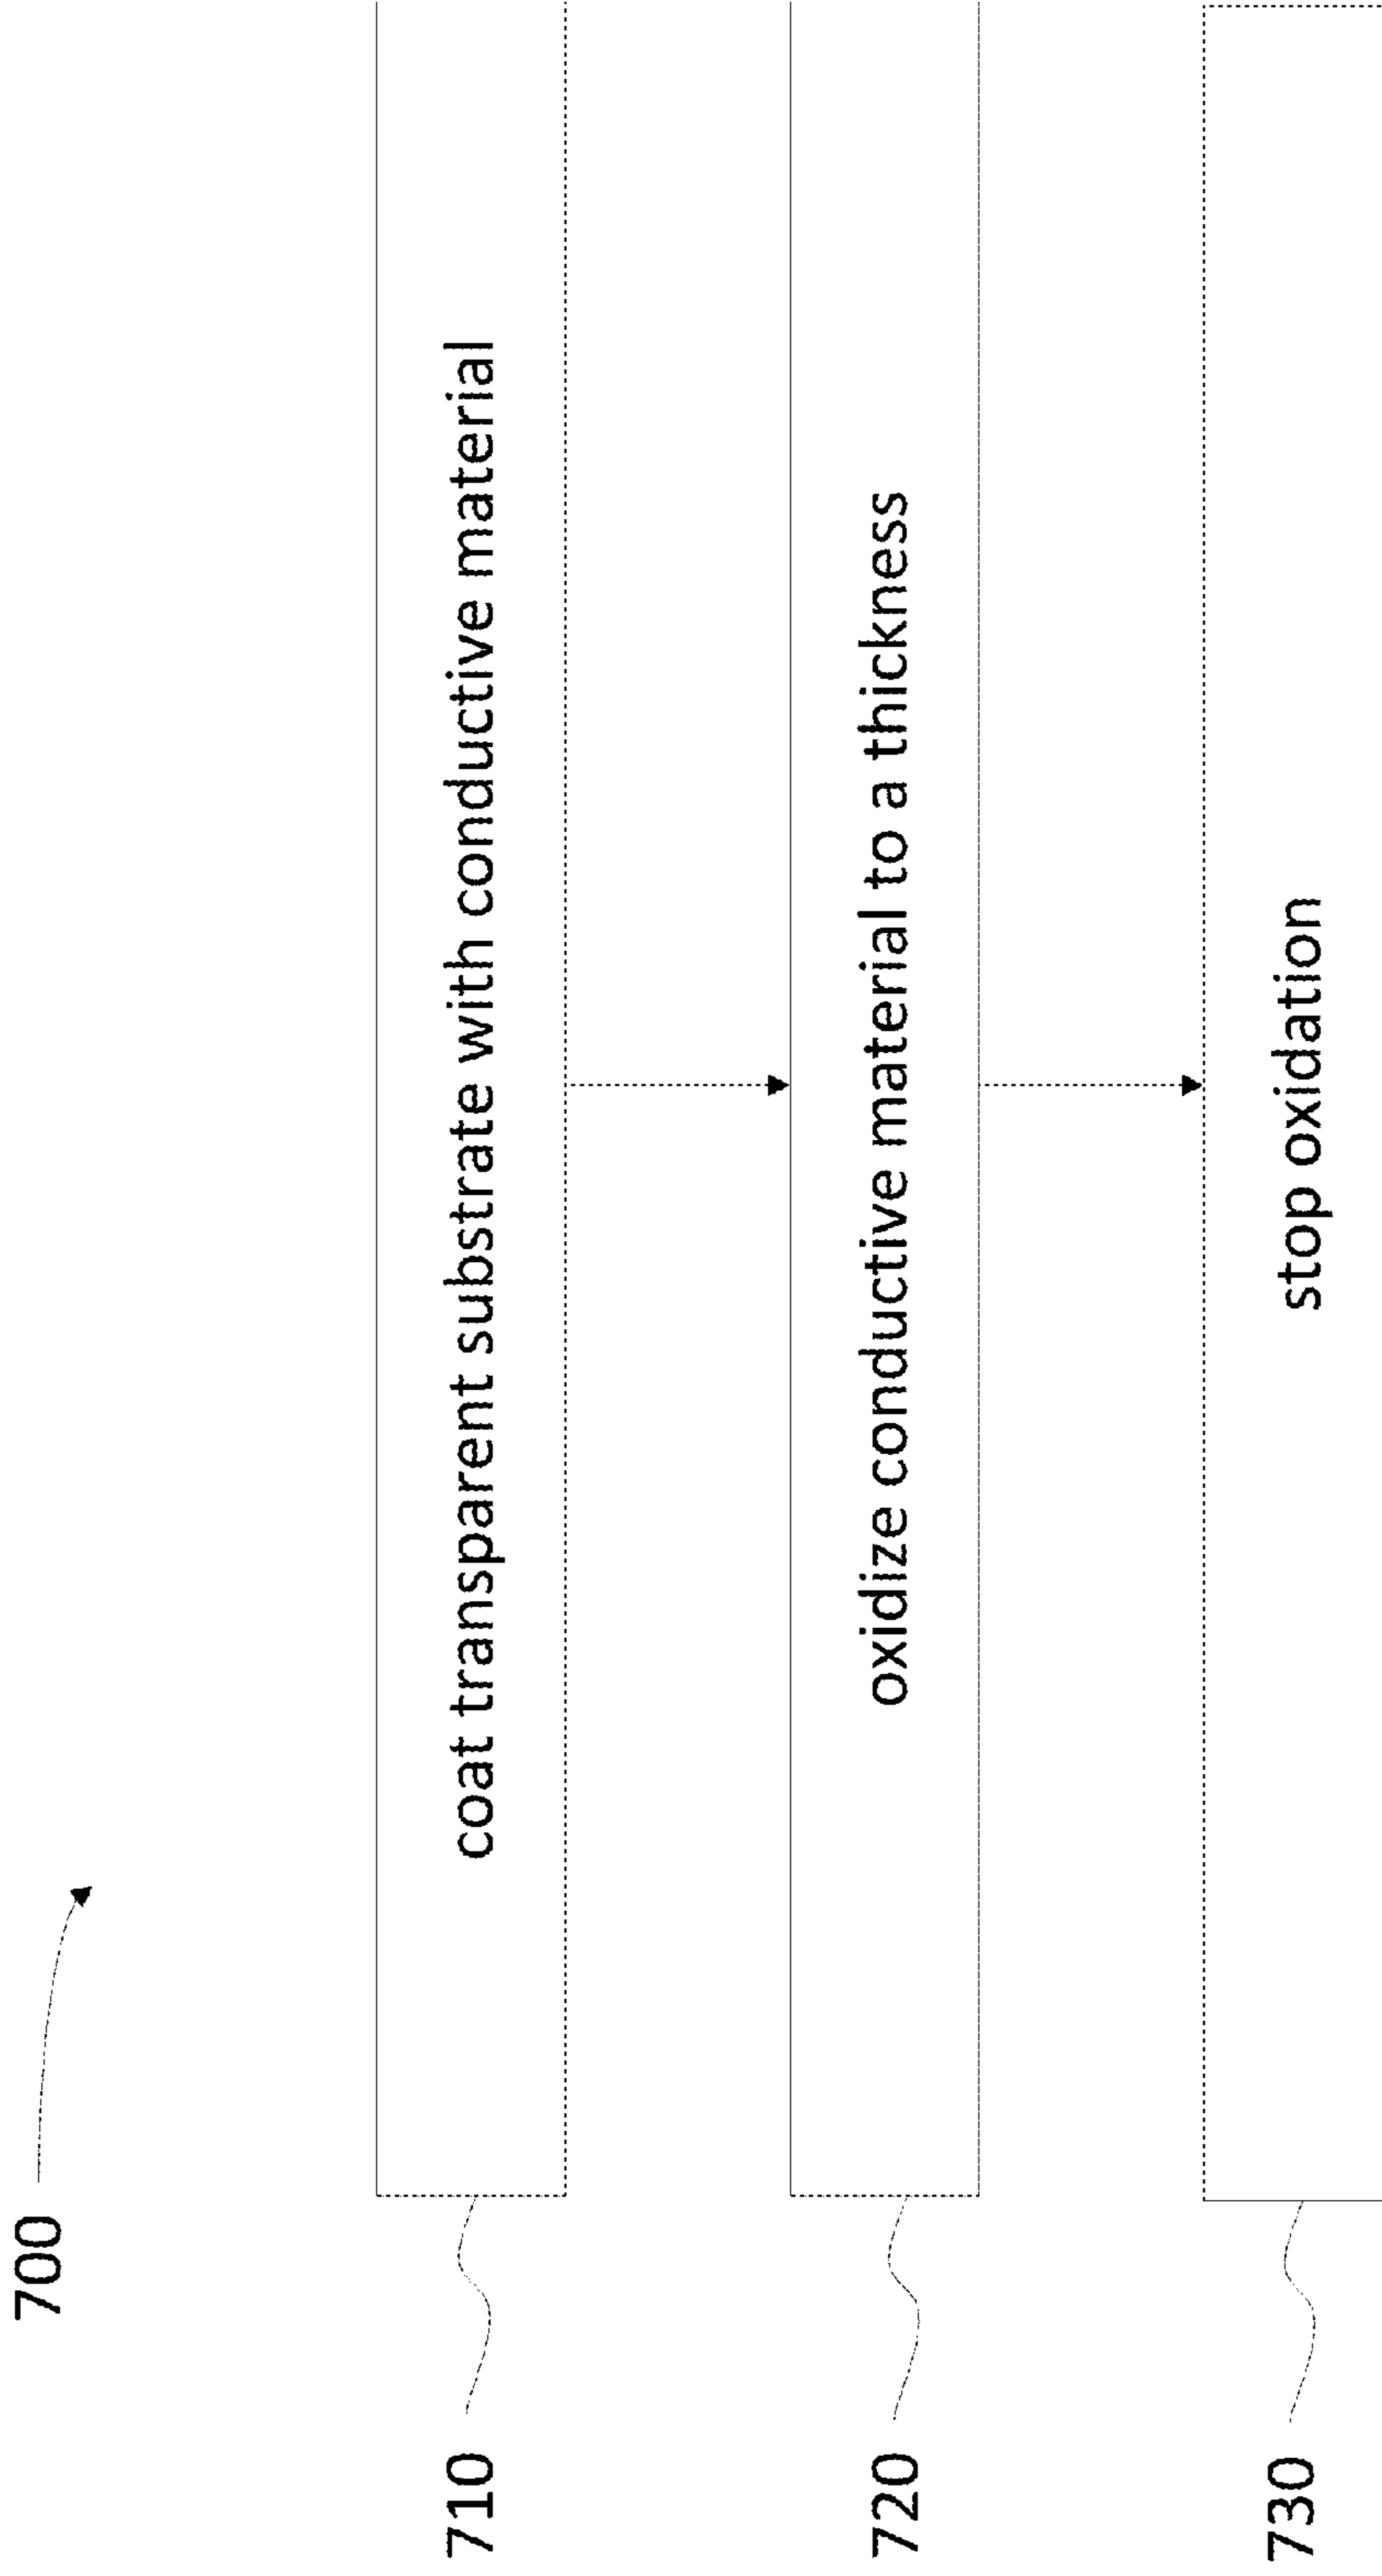 700
710
coat transparent substrate with conductive material
720
oxidize conductive material to a thickness
730
stop oxidation